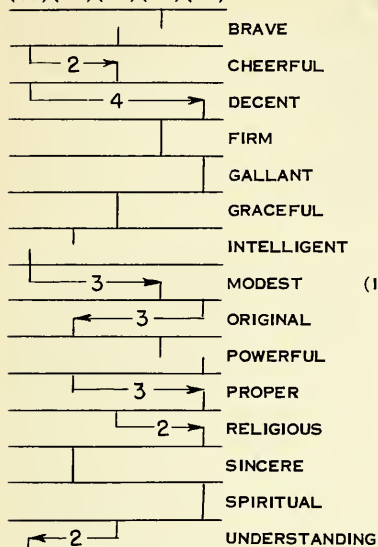 BRAVE
2 CHEERFUL
4 DECENT
FIRM
GALLANT
GRACEFUL
INTELLIGENT
3 MODEST (1
3 ORIGINAL
POWERFUL
3 PROPER
2 RELIGIOUS
SINCERE
SPIRITUAL
2 UNDERSTANDING